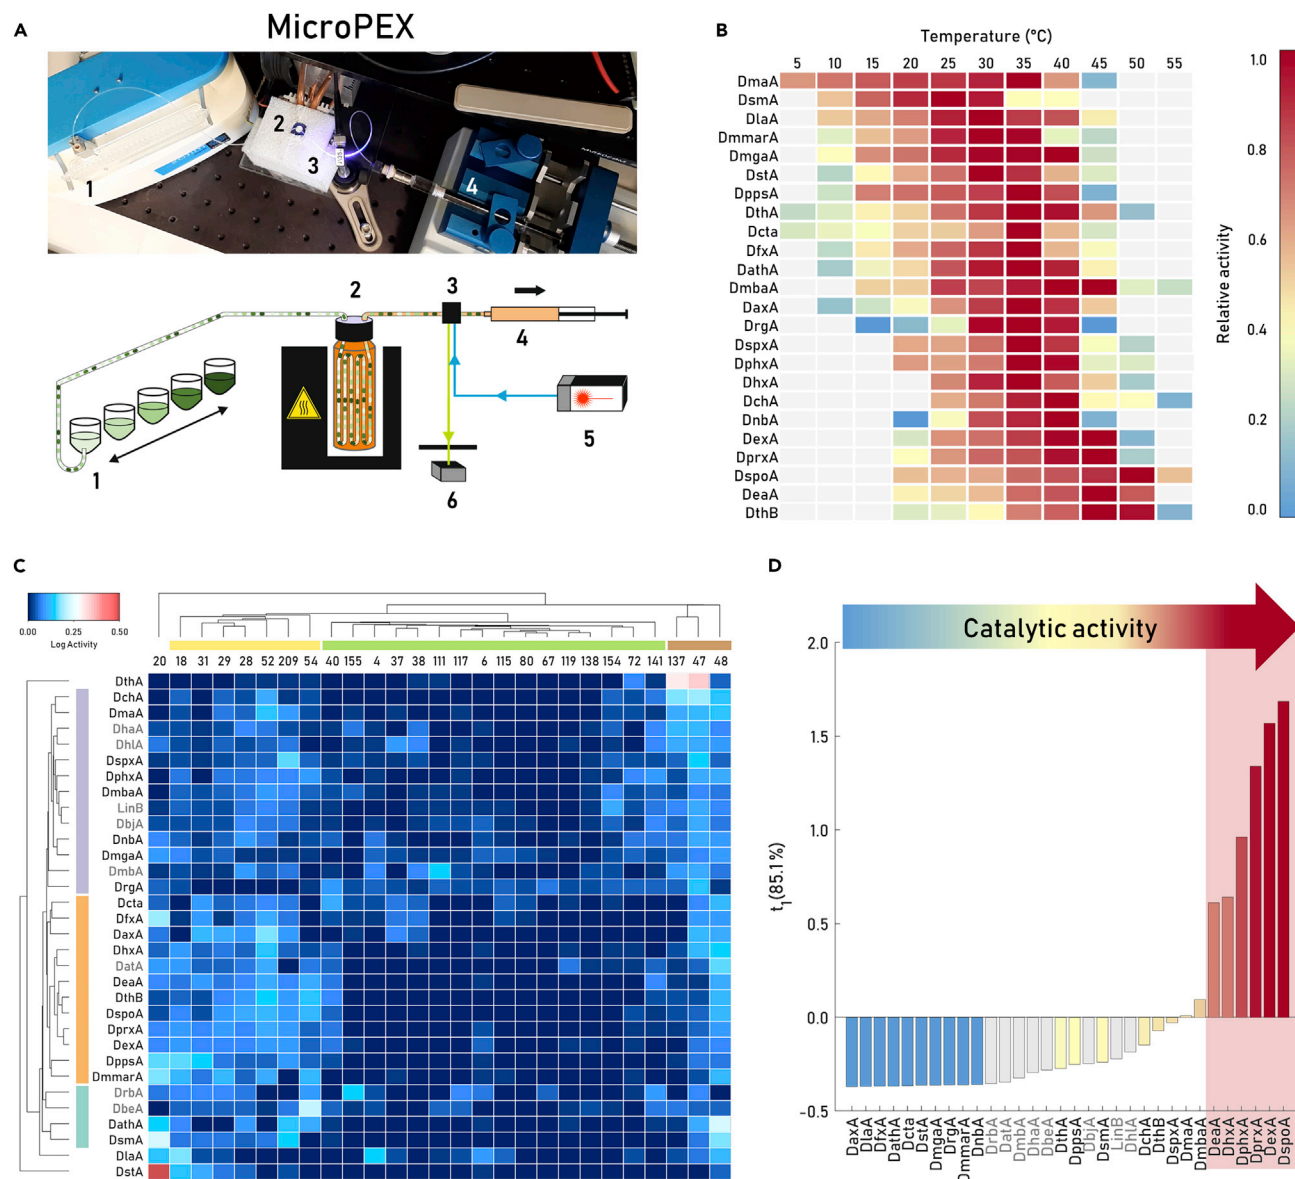 MicroPEX
A
1
2
3
4
1
2
3
4
5
6
B
Temperature (°C)
5 10 15 20 25 30 35 40 45 50 55
DmaA
DsmA
DlaA
DmmarA
DmgaA
DstA
DppsA
DthA
Dcta
DfxA
DathA
DmbaA
DaxA
DrgA
DspxA
DphxA
DhxA
DchA
DnbA
DexA
DprxA
DspoA
DeaA
DthB
1.0
0.8
0.6
0.4
0.2
0.0
Relative activity
C
0.00 0.25 0.50
Log Activity
20 18 31 29 28 52 209 54 40 155 4 37 38 111 117 6 115 80 67 119 138 154 72 141 137 47 48
DthA
DchA
DmaA
DhaA
DhlA
DspxA
DphxA
DmbaA
LinB
DbjA
DnbA
DmgaA
DmbA
DrgA
Dcta
DfxA
DaxA
DhxA
DatA
DeaA
DthB
DspoA
DprxA
DexA
DppsA
DmmarA
DrbA
DbeA
DathA
DsmA
DlaA
DstA
D
Catalytic activity
2.0
1.5
1.0
0.5
0.0
-0.5
t1(85.1 %)
DaxA
DlaA
DfxA
DathA
Dcta
DstA
DmgaA
DrgA
DmmarA
DnbA
DrbA
DatA
DmbA
DhaA
DbeA
DthA
DppsA
DbjA
DsmA
LinB
DhlA
DchA
DthB
DspxA
DmaA
DmbaA
DeaA
DhxA
DphxA
DprxA
DexA
DspoA